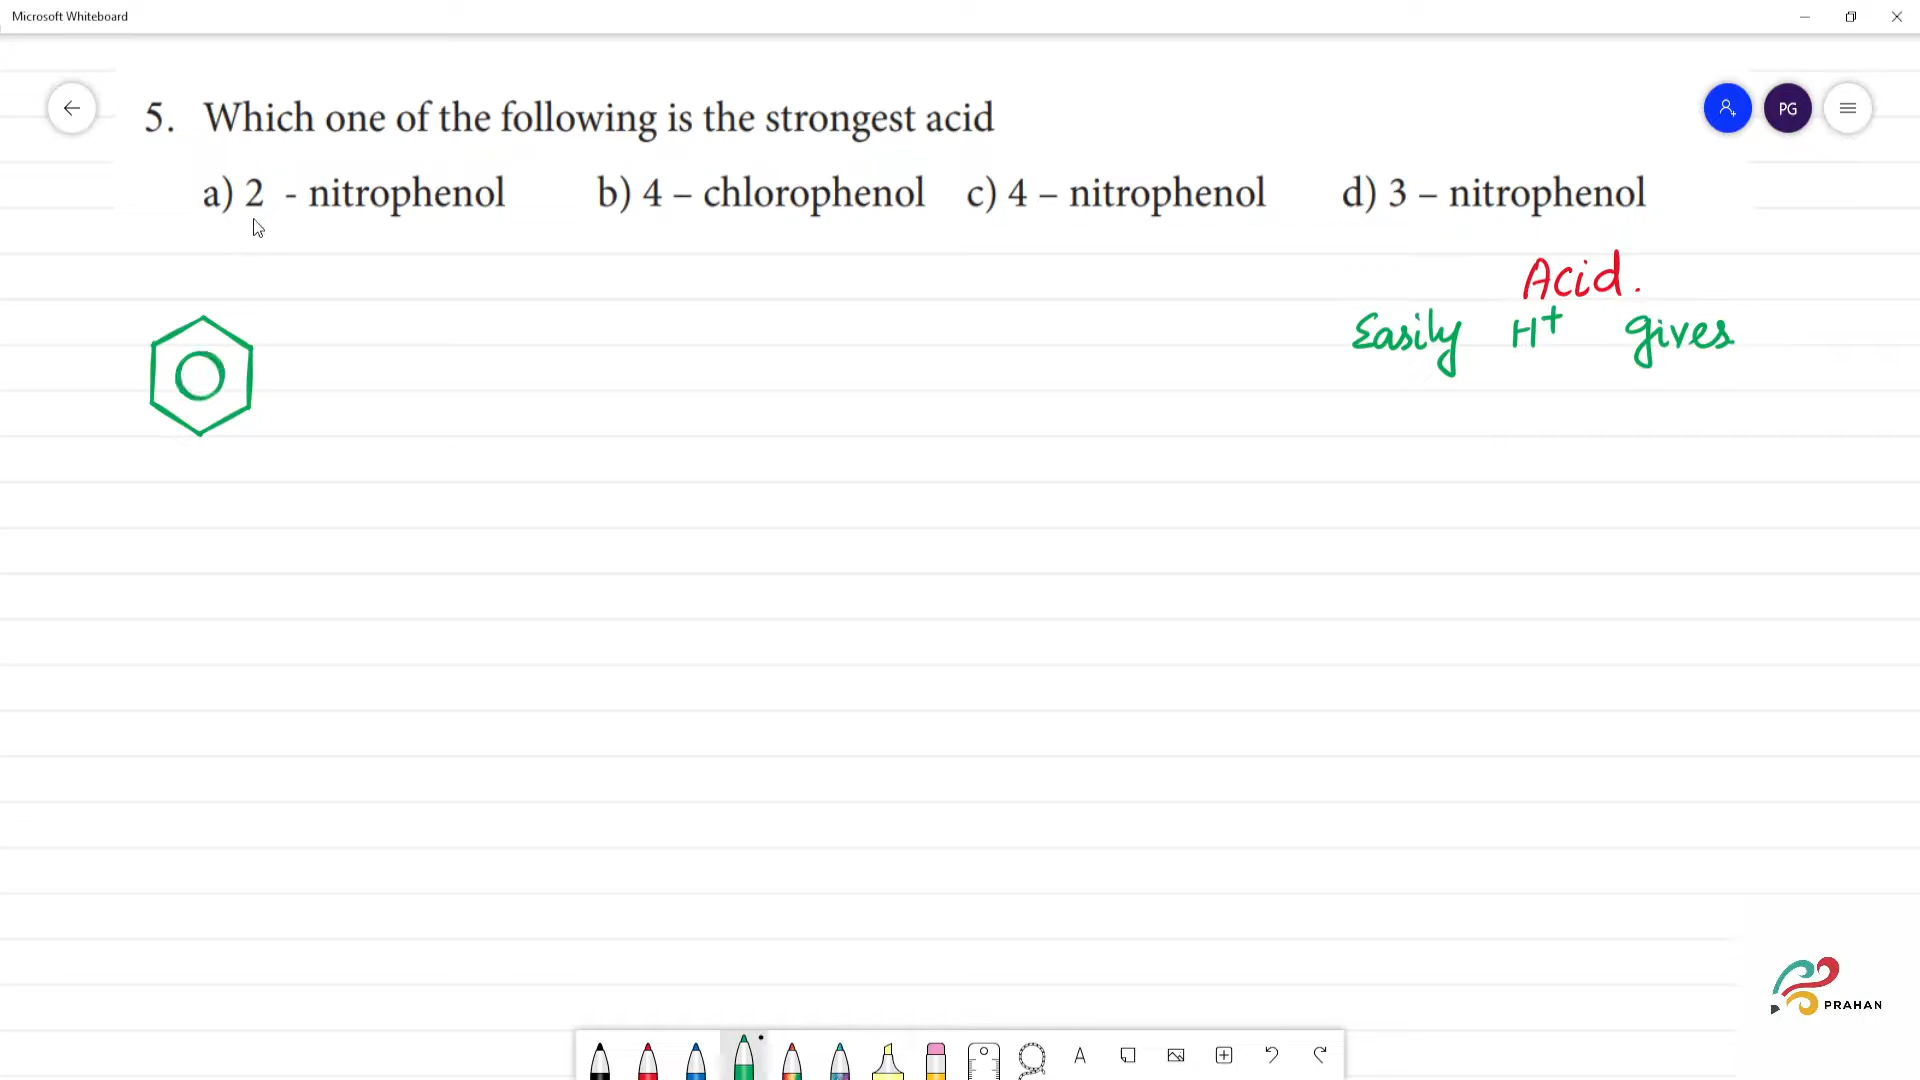 Microsoft Whiteboard
PG
5. Which one of the following is the strongest acid
a) 2 - nitrophenol b) 4 – chlorophenol c) 4 – nitrophenol d) 3 – nitrophenol
Acid.
Easily H+ gives
PRAHAN
A